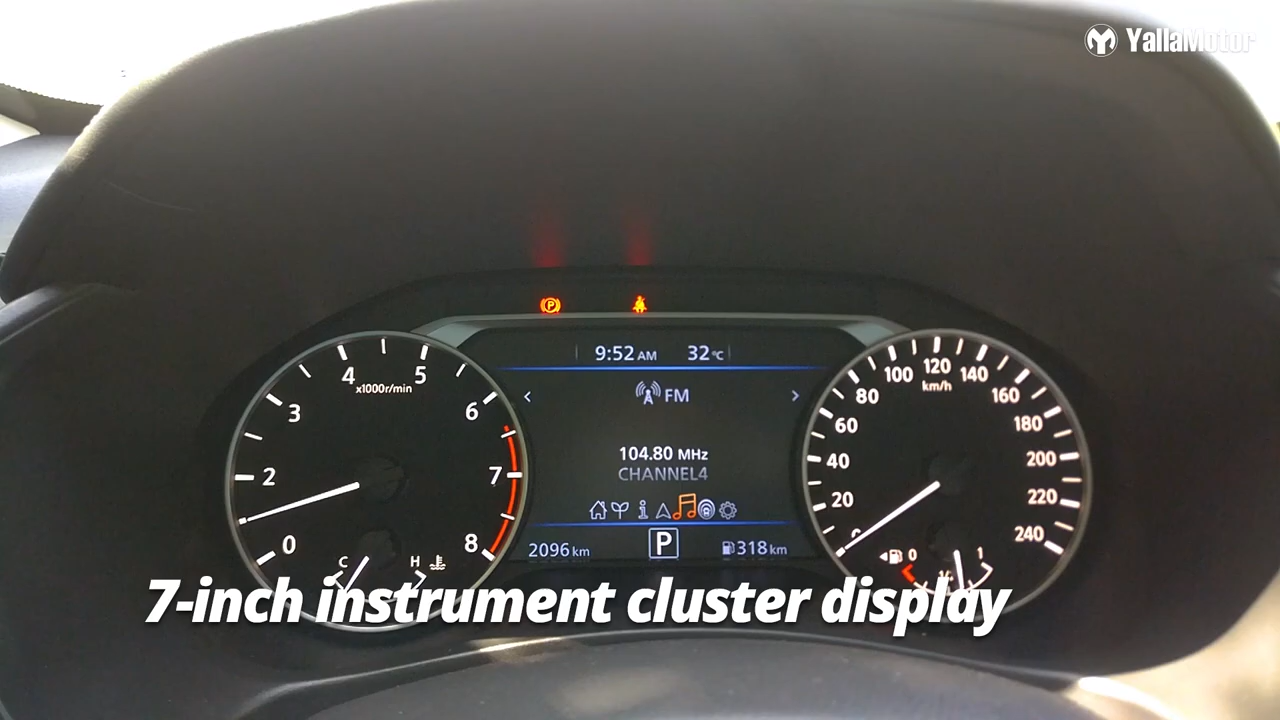 YallaMotor
9:52 AM 32°C
FM
104.80 MHz
CHANNEL4
2096 km P 318 km
0 2 3 4 5 6 7 8
x1000r/min
C H
0 20 40 60 80 100 120 140 160 180 200 220 240
km/h
0 1
7-inch instrument cluster display